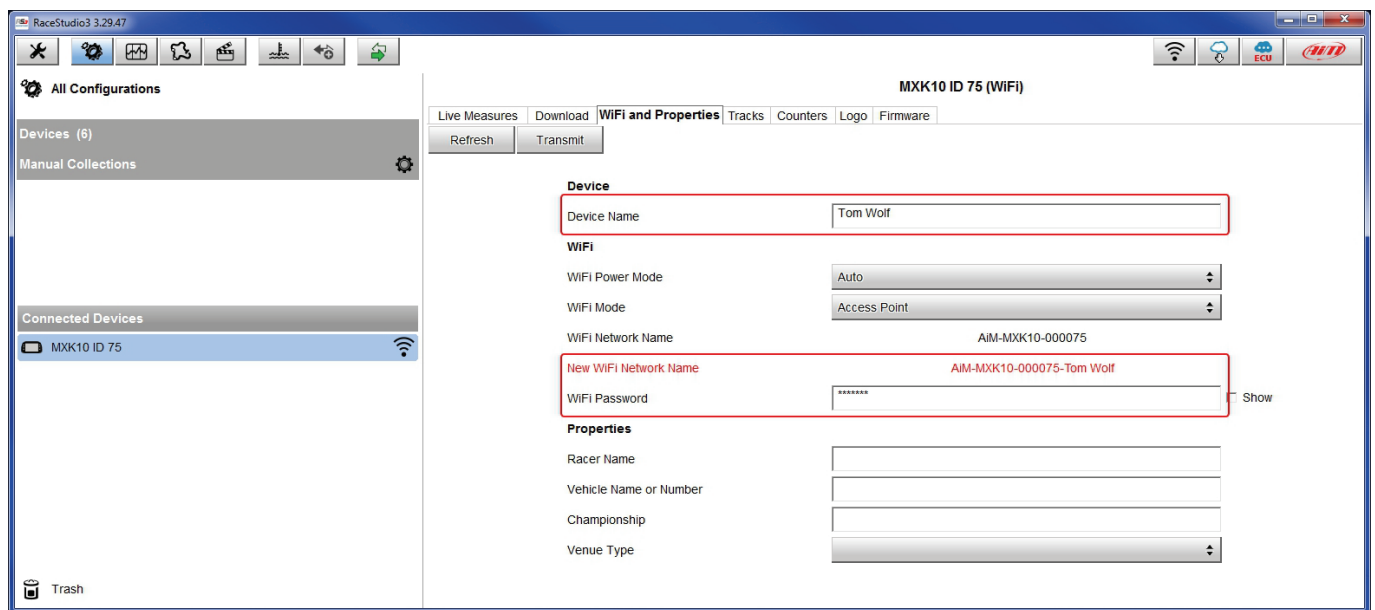 RaceStudio3 3.29.47
ECU
AiM
All Configurations
MXK10 ID 75 (WiFi)
Live Measures Download WiFi and Properties Tracks Counters Logo Firmware
Devices (6)
Refresh Transmit
Manual Collections
Device
Device Name Tom Wolf
WiFi
WiFi Power Mode Auto
WiFi Mode Access Point
Connected Devices
WiFi Network Name AiM-MXK10-000075
MXK10 ID 75
New WiFi Network Name AiM-MXK10-000075-Tom Wolf
WiFi Password ******* Show
Properties
Racer Name
Vehicle Name or Number
Championship
Venue Type
Trash